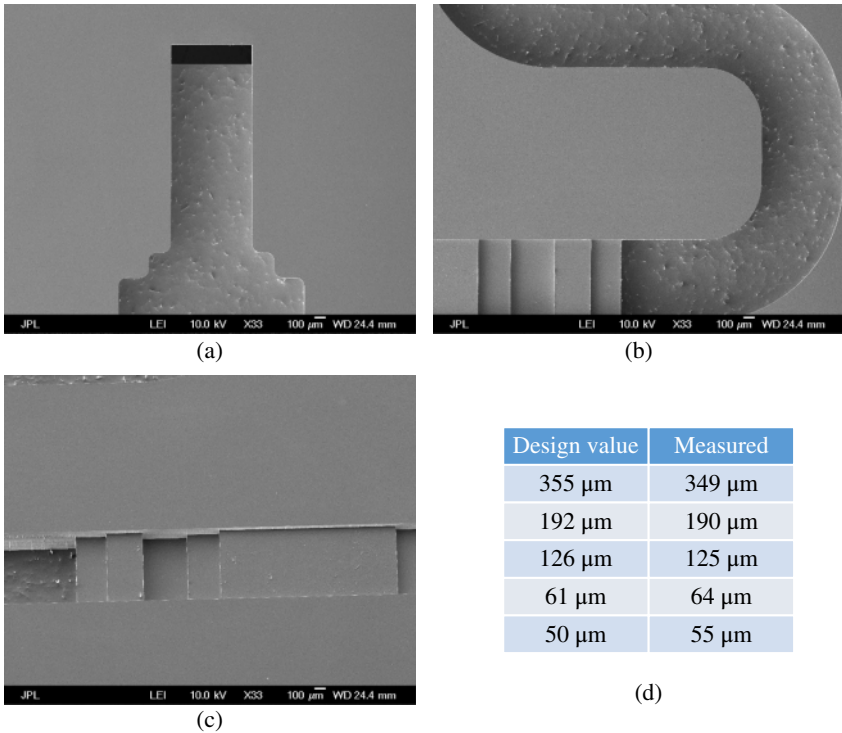 JPL LEI 10.0 kV X33 100 μm WD 24.4 mm
(a)
JPL LEI 10.0 kV X33 100 μm WD 24.4 mm
(b)
JPL LEI 10.0 kV X33 100 μm WD 24.4 mm
(c)
Design value Measured
355 μm 349 μm
192 μm 190 μm
126 μm 125 μm
61 μm 64 μm
50 μm 55 μm
(d)